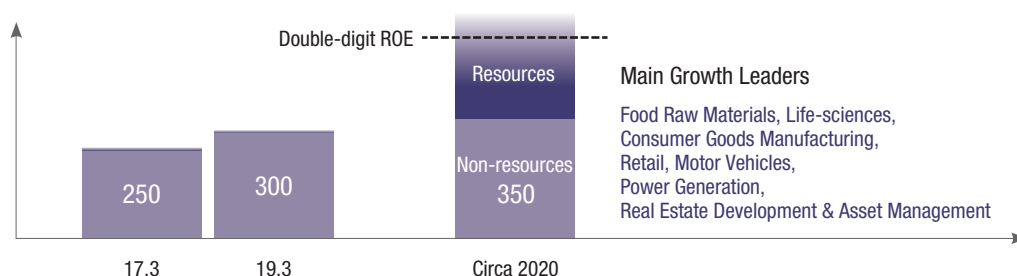 Double-digit ROE
Resources
Non-resources
350
250
300
17.3
19.3
Circa 2020
Main Growth Leaders
Food Raw Materials, Life-sciences,
Consumer Goods Manufacturing,
Retail, Motor Vehicles,
Power Generation,
Real Estate Development & Asset Management